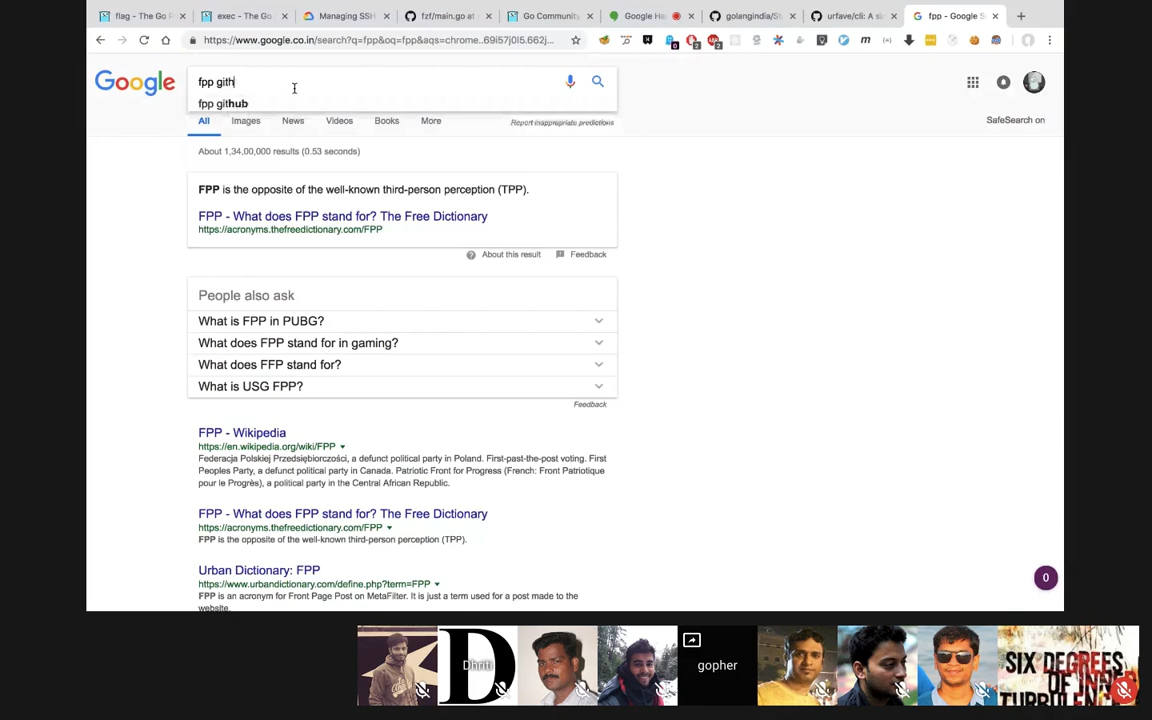 flag - The Go P
exec - The Go
Managing SSH
fzf/main.go at
Go Community
Google Ha
golangindia/S
urfave/cli: A si
fpp - Google S
https://www.google.co.in/search?q=fpp&oq=fpp&aqs=chrome..69i57j0l5.662j...
Google
fpp gith
fpp github
All Images News Videos Books More
Report inappropriate predictions
SafeSearch on
About 1,34,00,000 results (0.53 seconds)
FPP is the opposite of the well-known third-person perception (TPP).
FPP - What does FPP stand for? The Free Dictionary
https://acronyms.thefreedictionary.com/FPP
About this result Feedback
People also ask
What is FPP in PUBG?
What does FPP stand for in gaming?
What does FFP stand for?
What is USG FPP?
Feedback
FPP - Wikipedia
https://en.wikipedia.org/wiki/FPP
Federacja Polskiej Przedsiębiorczości, a defunct political party in Poland. First-past-the-post voting. First
Peoples Party, a defunct political party in Canada. Patriotic Front for Progress (French: Front Patriotique
pour le Progrès), a political party in the Central African Republic.
FPP - What does FPP stand for? The Free Dictionary
https://acronyms.thefreedictionary.com/FPP
FPP is the opposite of the well-known third-person perception (TPP).
Urban Dictionary: FPP
https://www.urbandictionary.com/define.php?term=FPP
FPP is an acronym for Front Page Post on MetaFilter. It is just a term used for a post made to the
website.
0
D
Dhriti
gopher
SIX DEGREES
OF INNER
TURBULENCE